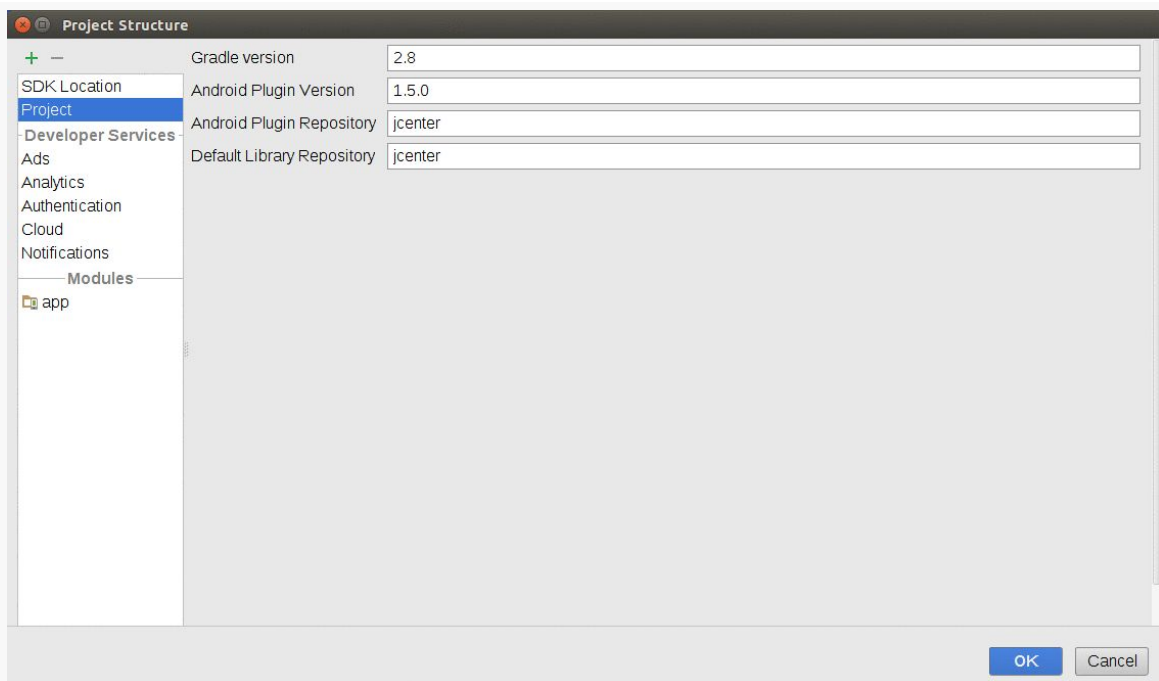 Project Structure
Gradle version 2.8
Android Plugin Version 1.5.0
Android Plugin Repository jcenter
Default Library Repository jcenter
SDK Location
Project
Developer Services
Ads
Analytics
Authentication
Cloud
Notifications
Modules
app
OK Cancel